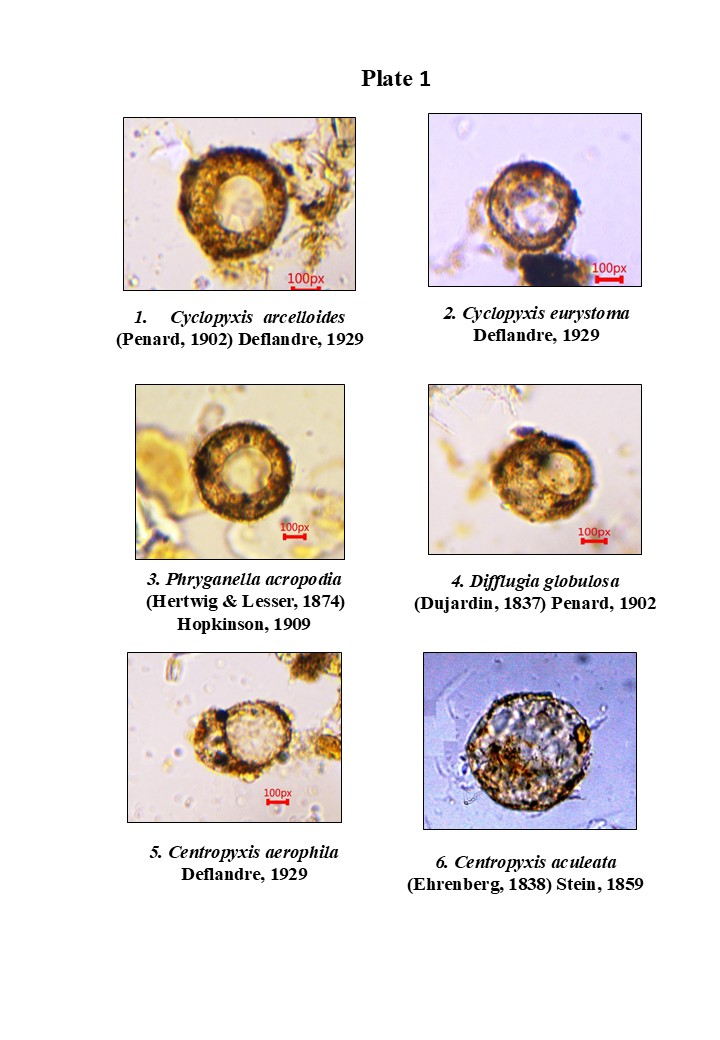 Plate 1
100px
100px
1. Cyclopyxis arcelloides
(Penard, 1902) Deflandre, 1929
2. Cyclopyxis eurystoma
Deflandre, 1929
100px
100px
3. Phryganella acropodia
(Hertwig & Lesser, 1874)
Hopkinson, 1909
4. Difflugia globulosa
(Dujardin, 1837) Penard, 1902
100px
5. Centropyxis aerophila
Deflandre, 1929
6. Centropyxis aculeata
(Ehrenberg, 1838) Stein, 1859